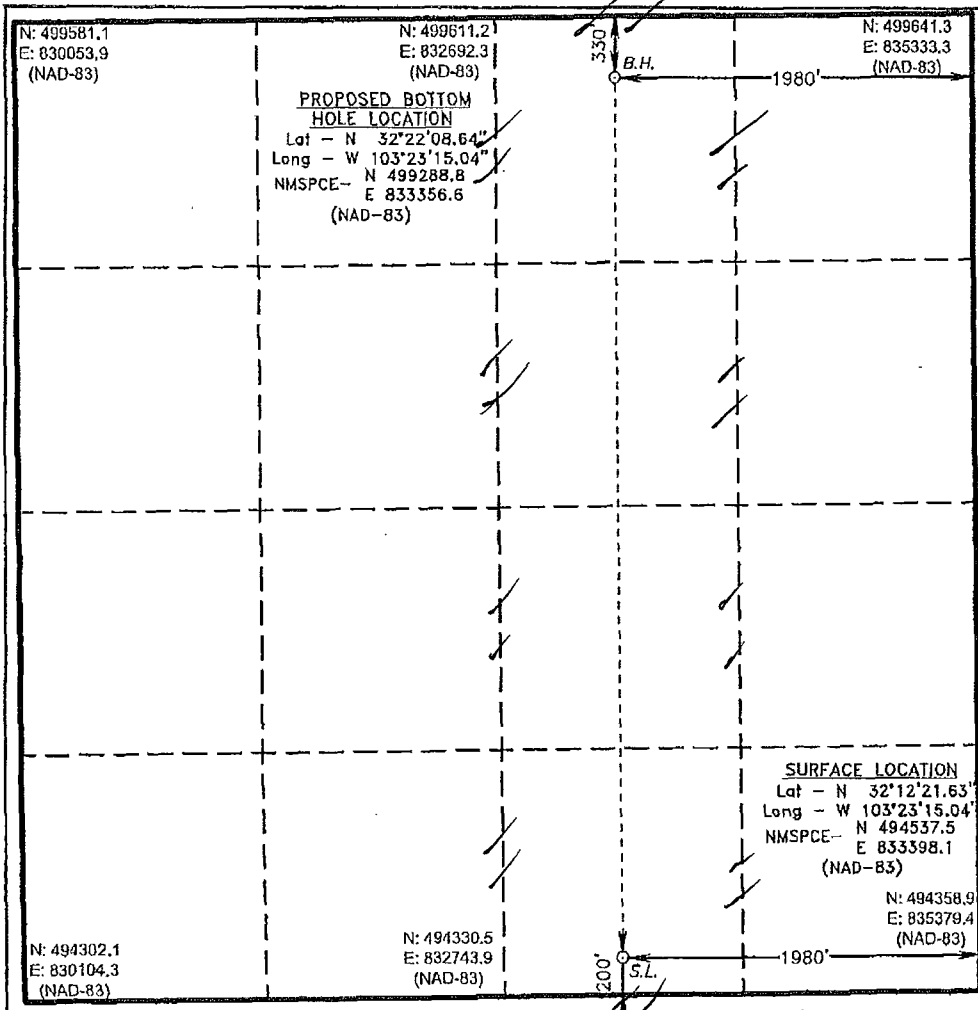 N: 499581.1
E: 830053.9
(NAD-83)
N: 499611.2
E: 832692.3
(NAD-83)
330'
B.H.
1980'
N: 499641.3
E: 835333.3
(NAD-83)
PROPOSED BOTTOM
HOLE LOCATION
Lat - N 32°22'08.64"
Long - W 103°23'15.04"
NMSPCE- N 499288.8
E 833356.6
(NAD-83)
SURFACE LOCATION
Lat - N 32°12'21.63"
Long - W 103°23'15.04"
NMSPCE- N 494537.5
E 833398.1
(NAD-83)
N: 494358.9
E: 835379.4
(NAD-83)
N: 494302.1
E: 830104.3
(NAD-83)
N: 494330.5
E: 832743.9
(NAD-83)
200'
S.L.
1980'